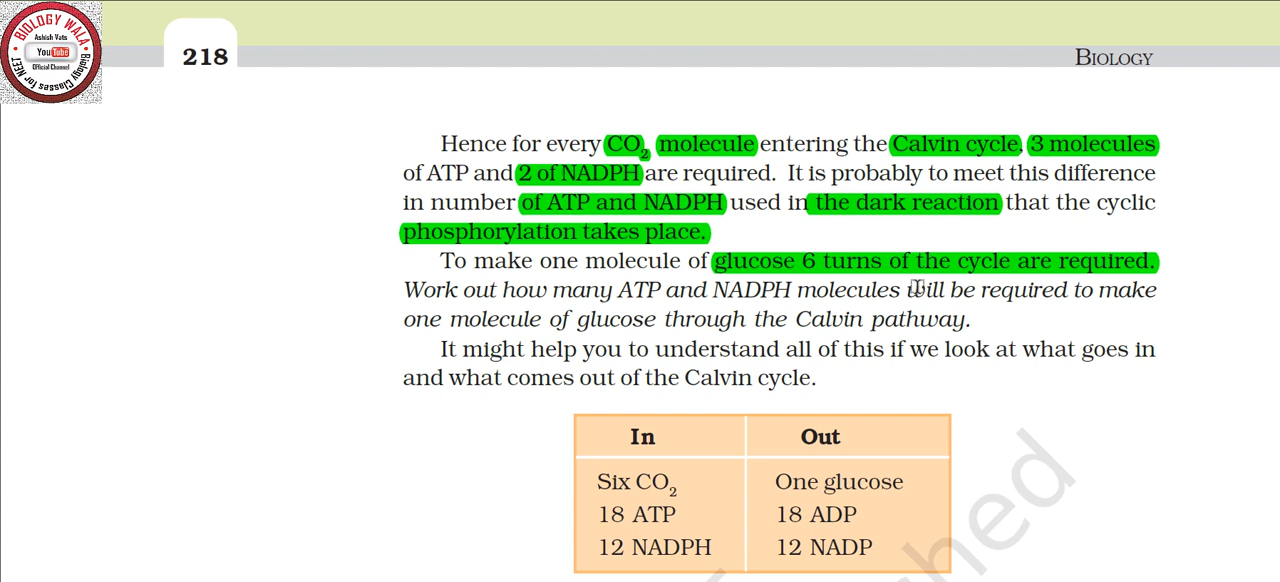 BIOLOGY WALA
Ashish Vats
YouTube
Official Channel
Biology Classes for NEET
218
BIOLOGY
Hence for every CO₂ molecule entering the Calvin cycle, 3 molecules
of ATP and 2 of NADPH are required. It is probably to meet this difference
in number of ATP and NADPH used in the dark reaction that the cyclic
phosphorylation takes place.
To make one molecule of glucose 6 turns of the cycle are required.
Work out how many ATP and NADPH molecules will be required to make
one molecule of glucose through the Calvin pathway.
It might help you to understand all of this if we look at what goes in
and what comes out of the Calvin cycle.
In Out
Six CO₂ One glucose
18 ATP 18 ADP
12 NADPH 12 NADP